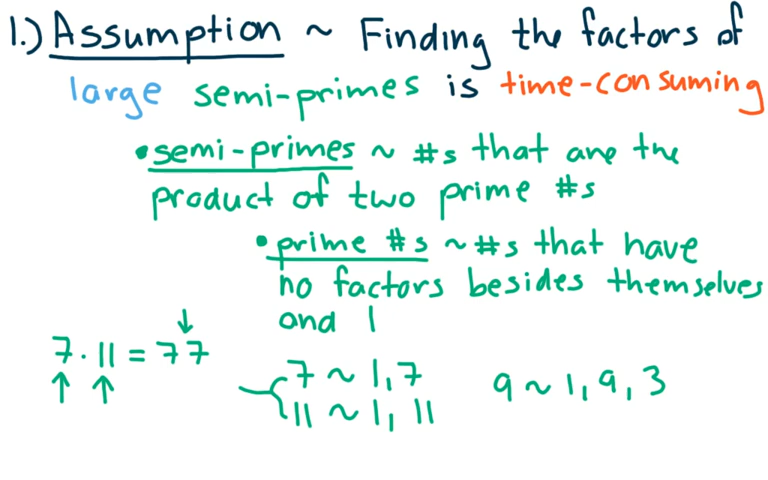 1.) Assumption ~ Finding the factors of
large semi-primes is time-consuming
• semi-primes ~ #s that are the
product of two prime #s
• prime #s ~ #s that have
no factors besides themselves
and 1
7 · 11 = 77
7 ~ 1, 7
11 ~ 1, 11
9 ~ 1, 9, 3